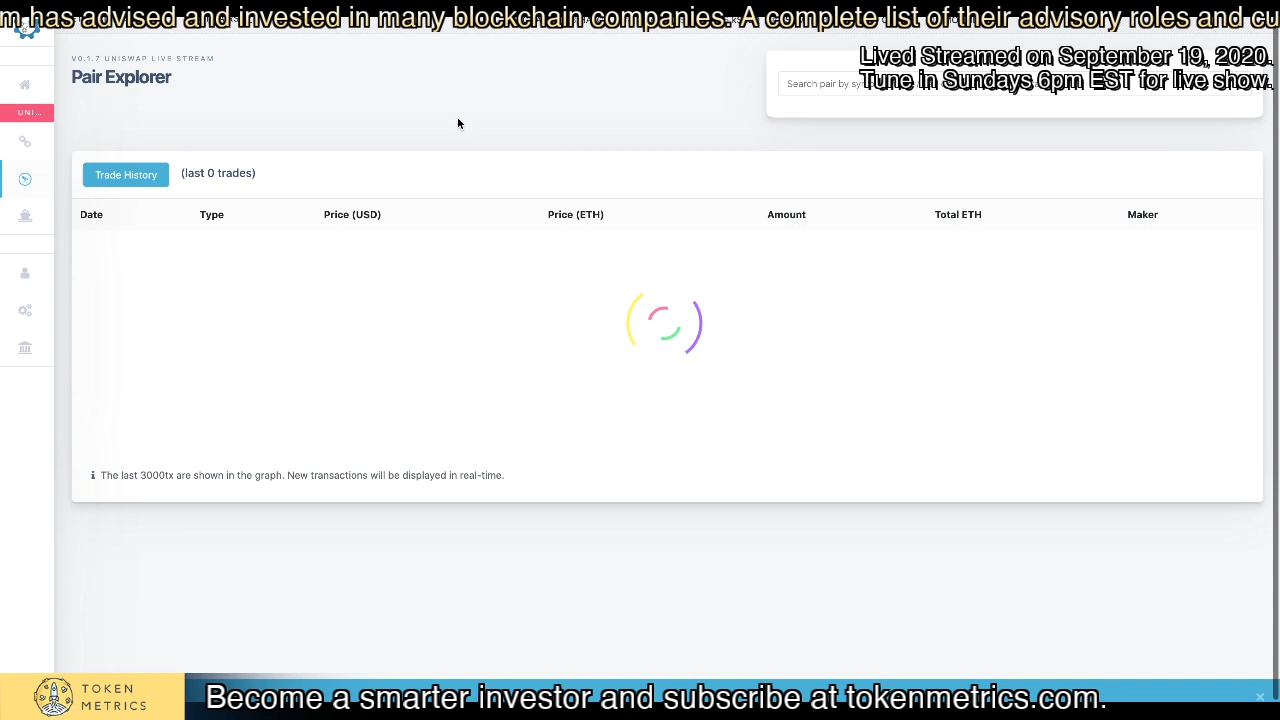 m has advised and invested in many blockchain companies. A complete list of their advisory roles and cu
Lived Streamed on September 19, 2020.
Tune in Sundays 6pm EST for live show.
V0.1.7 UNISWAP LIVE STREAM
Pair Explorer
Search pair by
UNI...
Trade History (last 0 trades)
Date Type Price (USD) Price (ETH) Amount Total ETH Maker
The last 3000tx are shown in the graph. New transactions will be displayed in real-time.
TOKEN
METRICS
Become a smarter investor and subscribe at tokenmetrics.com.